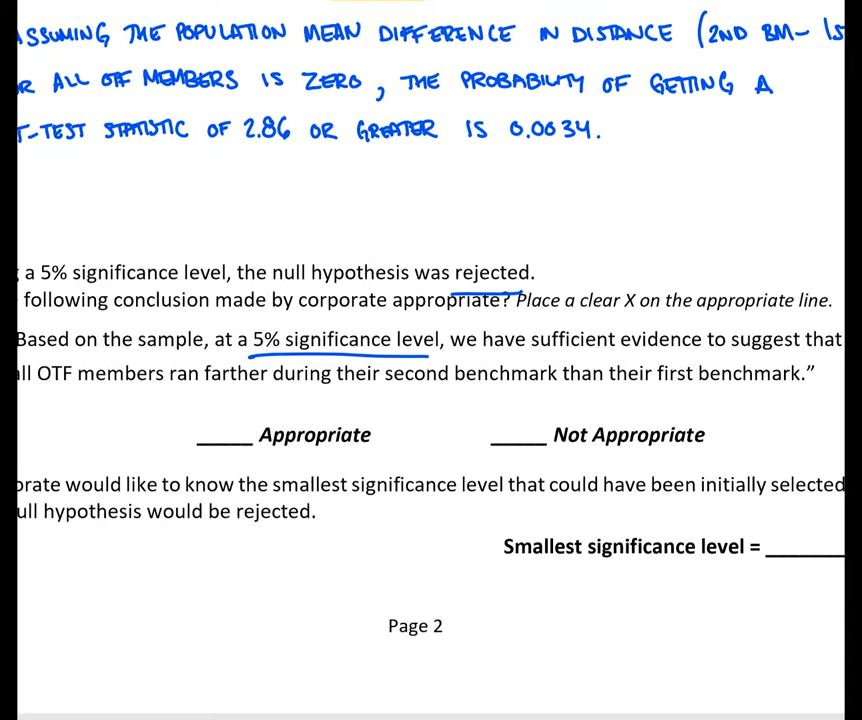 ASSUMING THE POPULATION MEAN DIFFERENCE IN DISTANCE (2ND BM- 1S
R ALL OTF MEMBERS IS ZERO, THE PROBABILITY OF GETTING A
T-TEST STATISTIC OF 2.86 OR GREATER IS 0.0034.
a 5% significance level, the null hypothesis was rejected.
following conclusion made by corporate appropriate? Place a clear X on the appropriate line.
Based on the sample, at a 5% significance level, we have sufficient evidence to suggest that
all OTF members ran farther during their second benchmark than their first benchmark.”
_____ Appropriate _____ Not Appropriate
orate would like to know the smallest significance level that could have been initially selected
ull hypothesis would be rejected.
Smallest significance level = _______
Page 2